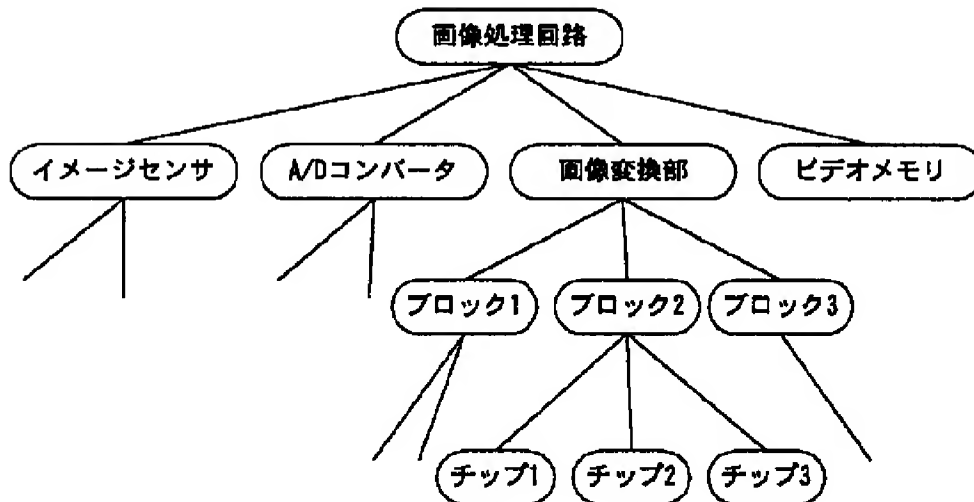 画像処理回路
イメージセンサ
A/Dコンバータ
画像変換部
ビデオメモリ
ブロック1
ブロック2
ブロック3
チップ1
チップ2
チップ3